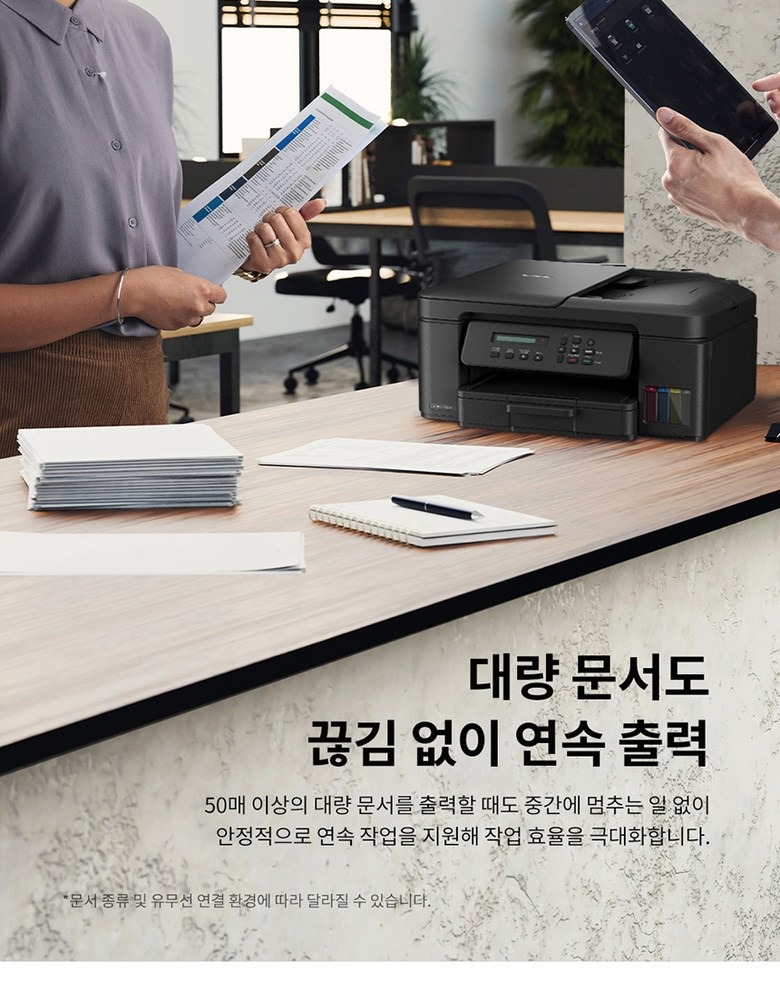 대량 문서도
끊김 없이 연속 출력
50매 이상의 대량 문서를 출력할 때도 중간에 멈추는 일 없이
안정적으로 연속 작업을 지원해 작업 효율을 극대화합니다.
*문서 종류 및 유무선 연결 환경에 따라 달라질 수 있습니다.